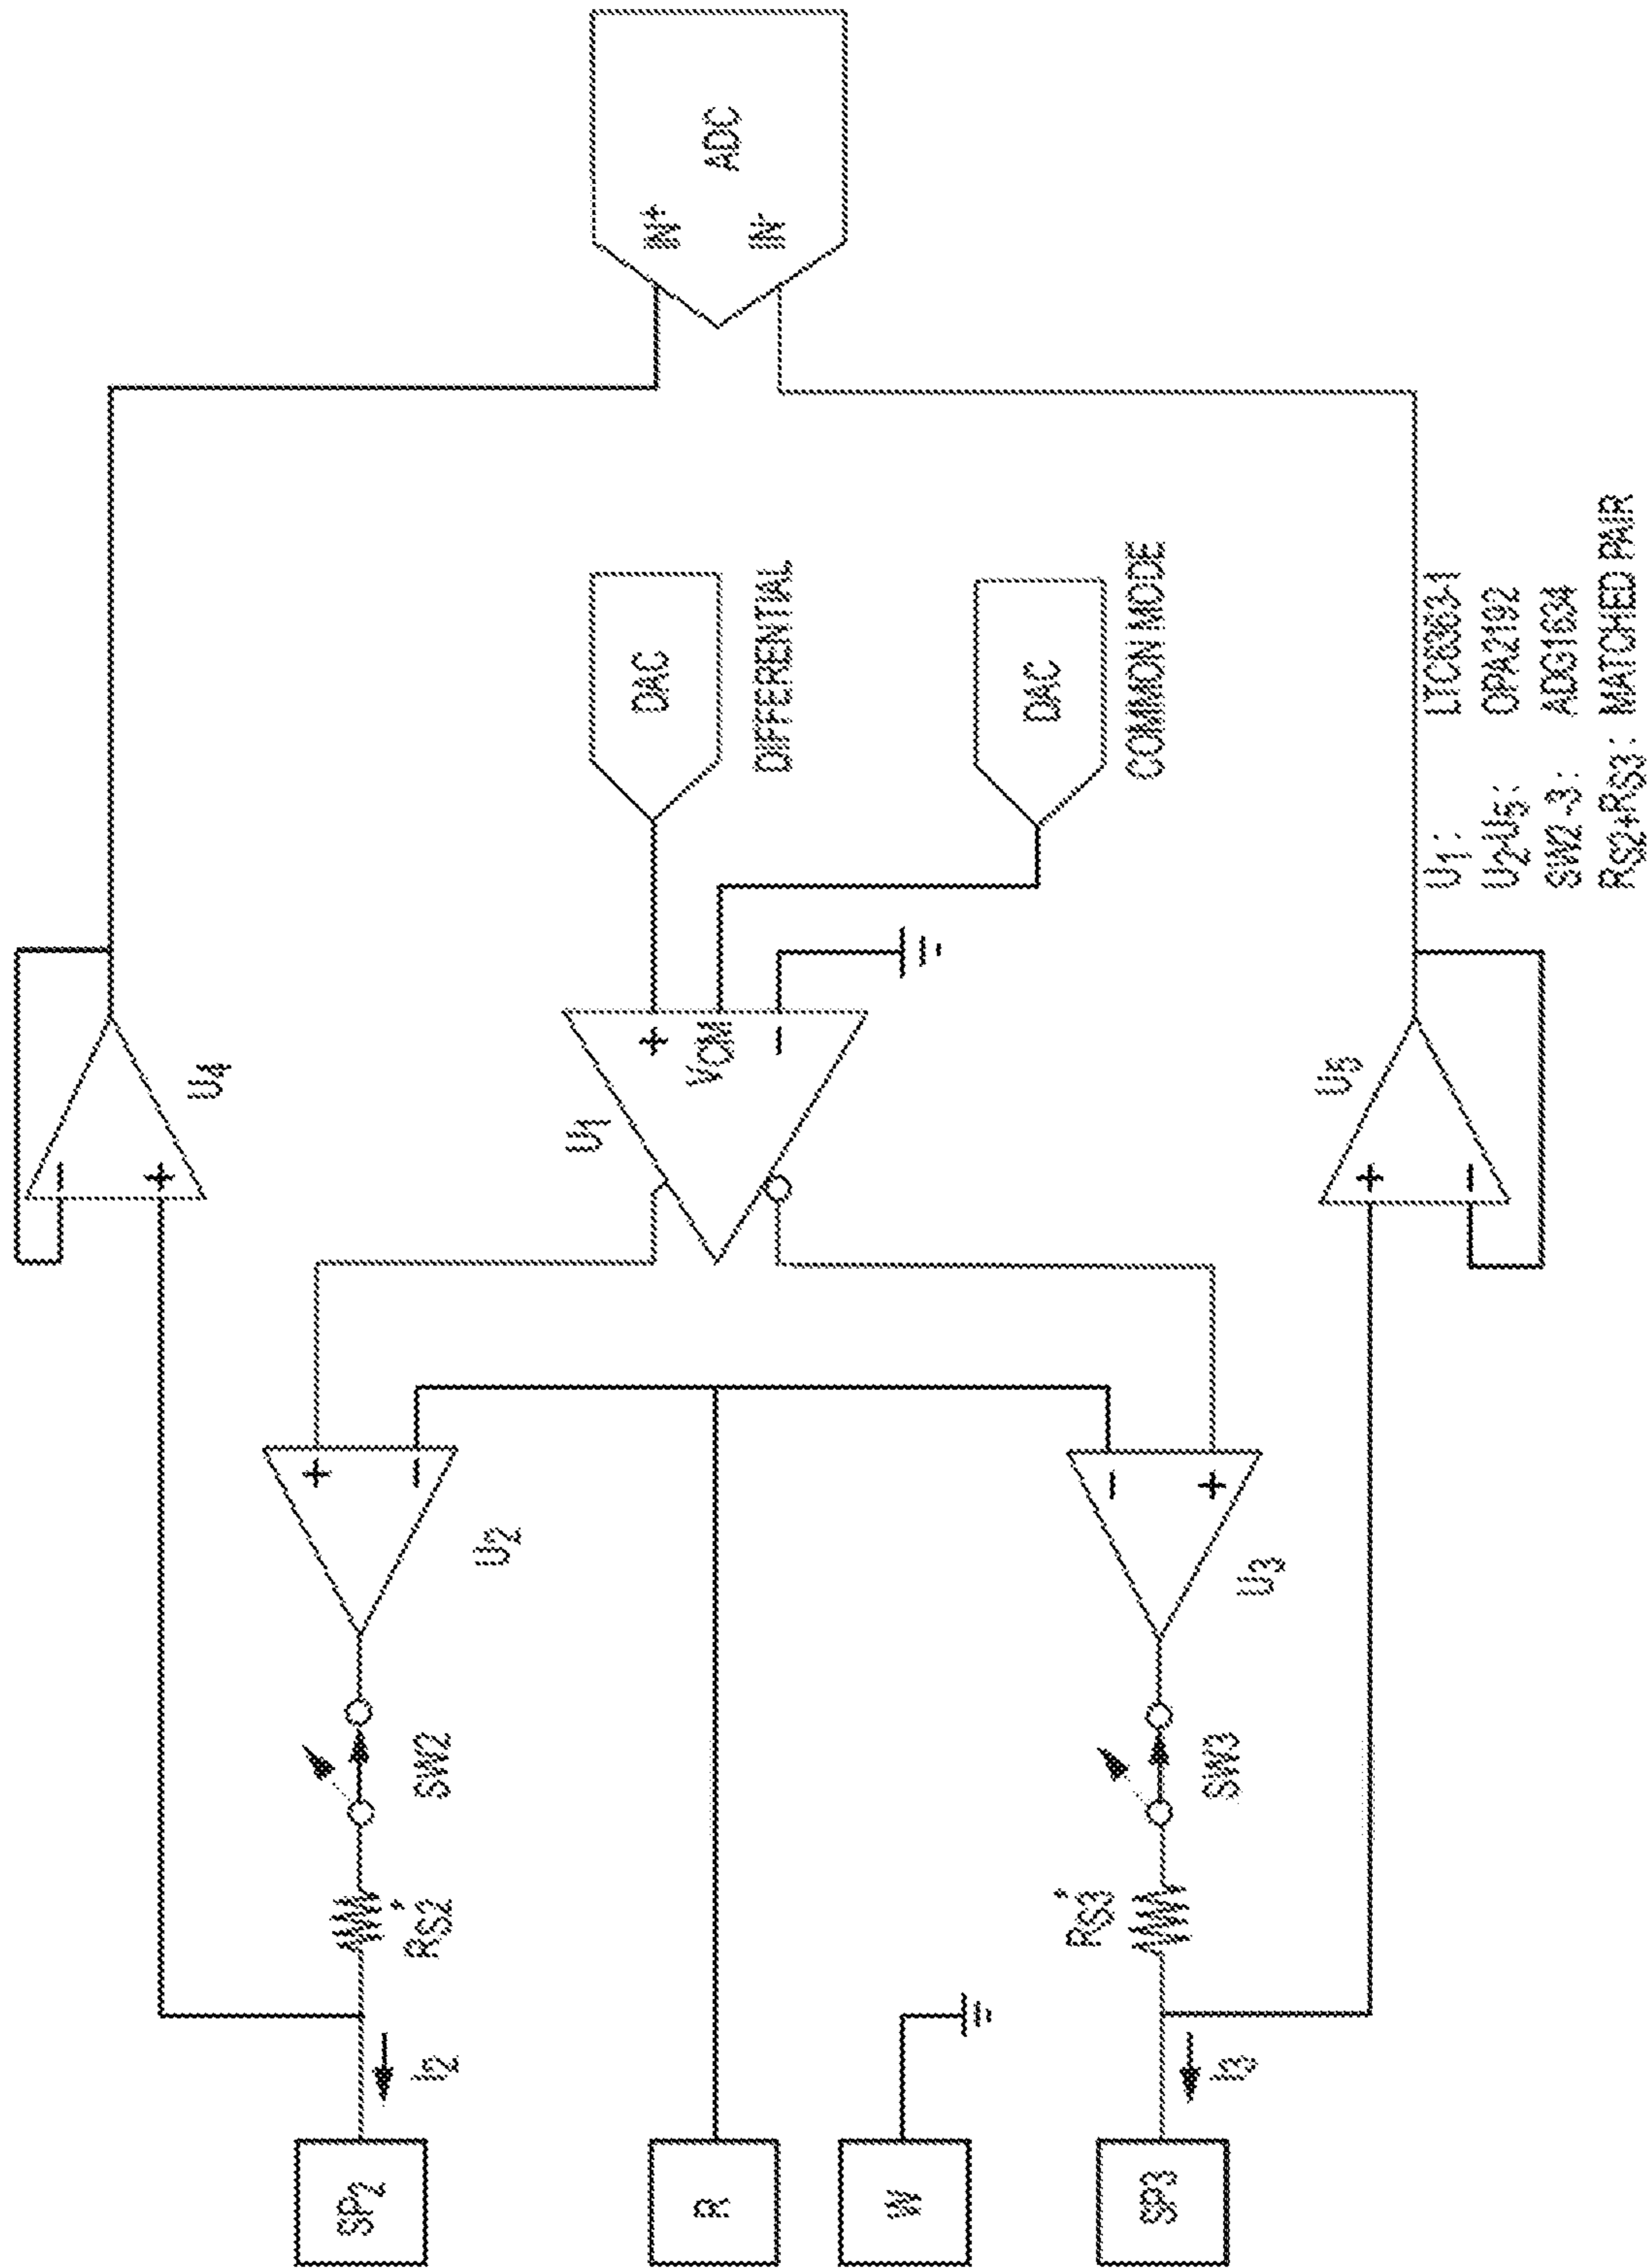 SP2
I2
RS2+
SW2
U2
U4
−
+
+
−
R
U1
+
VCM
−
DAC
DIFFERENTIAL
IN+
IN-
ADC
W
DAC
COMMON MODE
SP3
I3
RS3+
SW3
U3
−
+
U5
+
−
U1: LTC6363-1
U2-U5: OPA2192
SW2-3: ADG1634
RS2+RS3: MATCHED PAIR